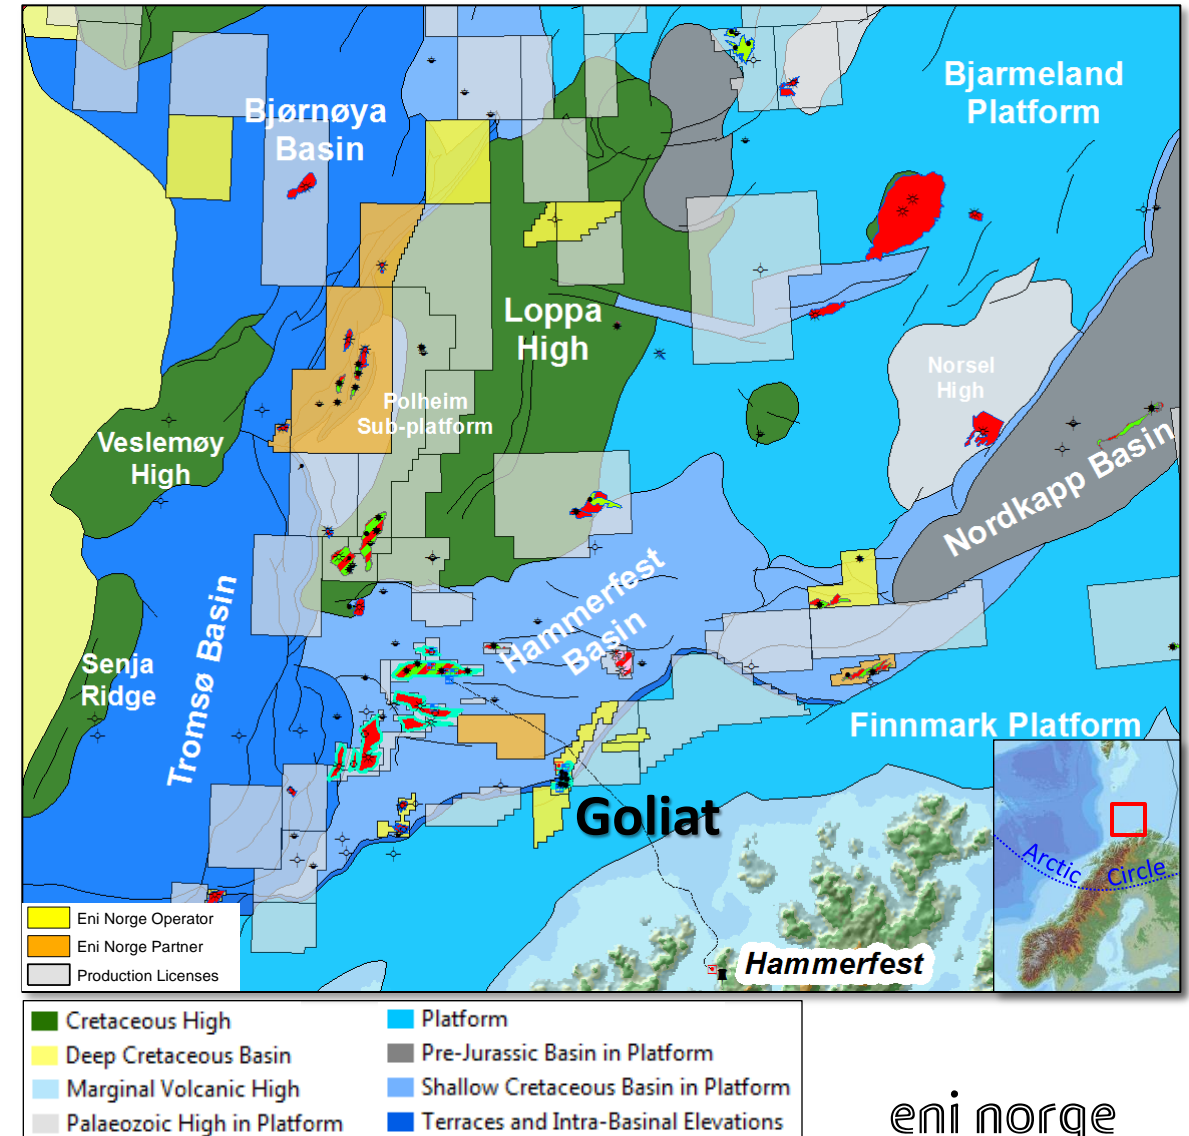 Bjørnøya
Basin
Bjarmeland
Platform
Loppa
High
Norsel
High
Polheim
Sub-platform
Veslemøy
High
Nordkapp Basin
Hammerfest
Basin
Tromsø Basin
Senja
Ridge
Finnmark Platform
Goliat
Arctic Circle
Hammerfest
Eni Norge Operator
Eni Norge Partner
Production Licenses
Cretaceous High
Deep Cretaceous Basin
Marginal Volcanic High
Palaeozoic High in Platform
Platform
Pre-Jurassic Basin in Platform
Shallow Cretaceous Basin in Platform
Terraces and Intra-Basinal Elevations
eni norge